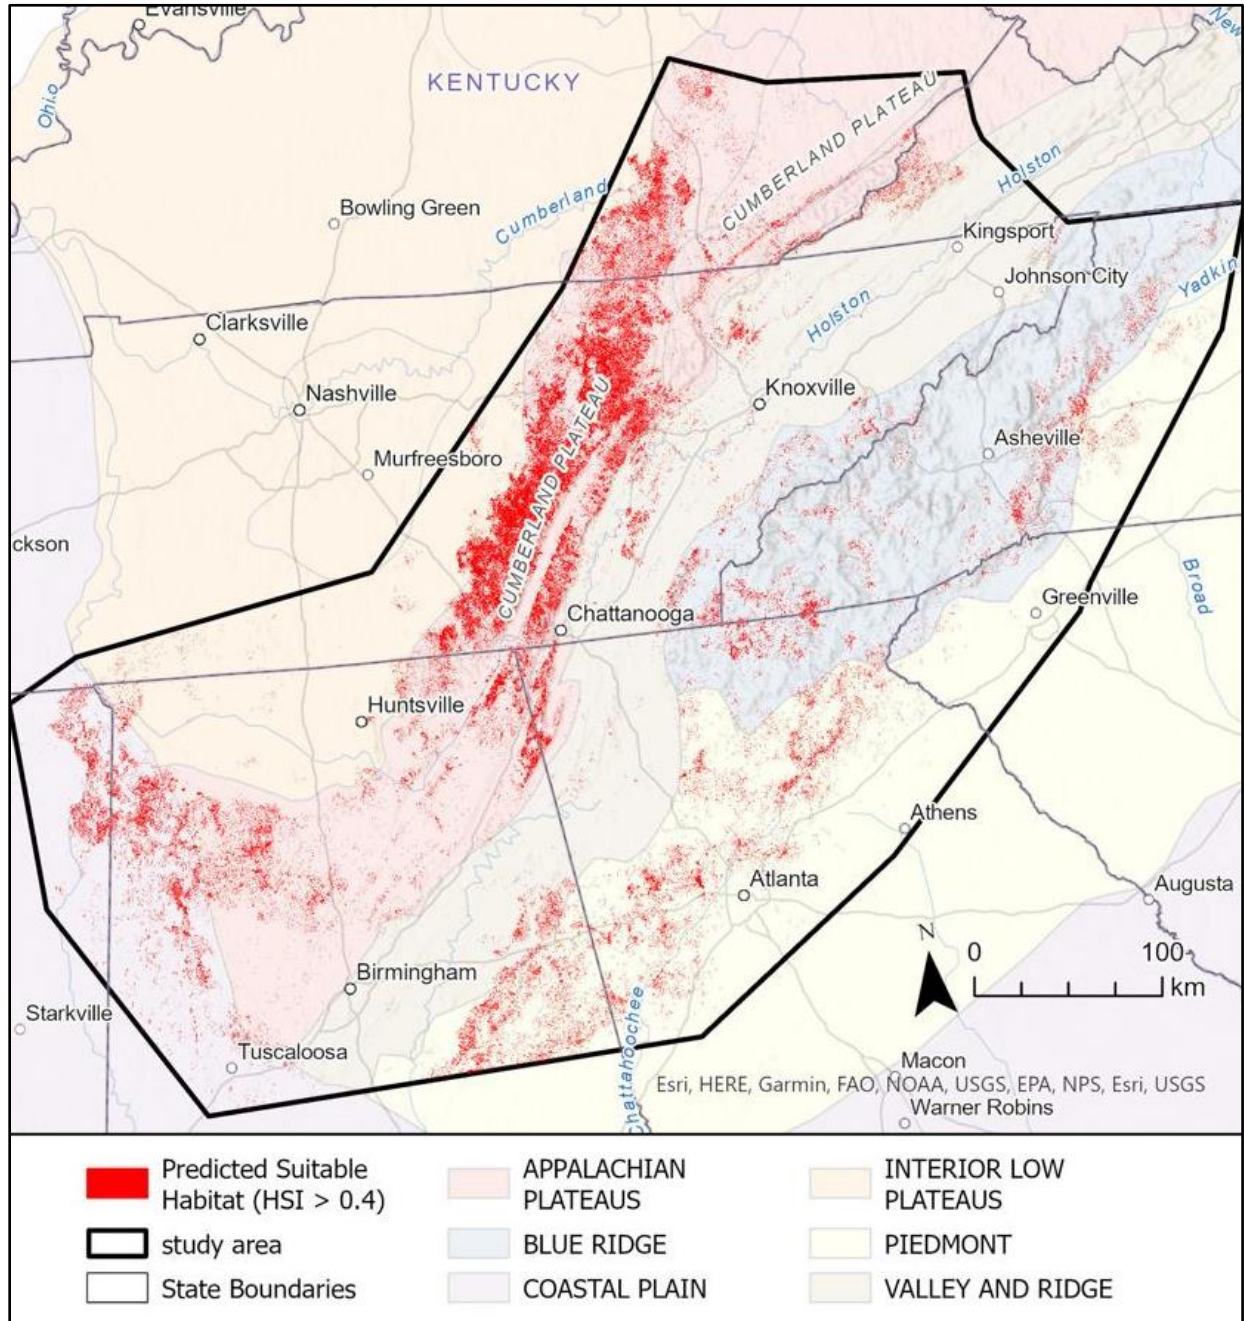 Evansville
New
KENTUCKY
Ohio
CUMBERLAND PLATEAU
Holston
Bowling Green
Cumberland
Kingsport
Johnson City
Yadkin
Holston
Clarksville
Nashville
Knoxville
CUMBERLAND PLATEAU
Asheville
Murfreesboro
ckson
Broad
Chattanooga
Greenville
Huntsville
Athens
Atlanta
Augusta
N
0 100
km
Birmingham
Starkville
Chattahoochee
Tuscaloosa
Macon
Esri, HERE, Garmin, FAO, NOAA, USGS, EPA, NPS, Esri, USGS
Warner Robins
Predicted Suitable
Habitat (HSI > 0.4)
study area
State Boundaries
APPALACHIAN
PLATEAUS
BLUE RIDGE
COASTAL PLAIN
INTERIOR LOW
PLATEAUS
PIEDMONT
VALLEY AND RIDGE